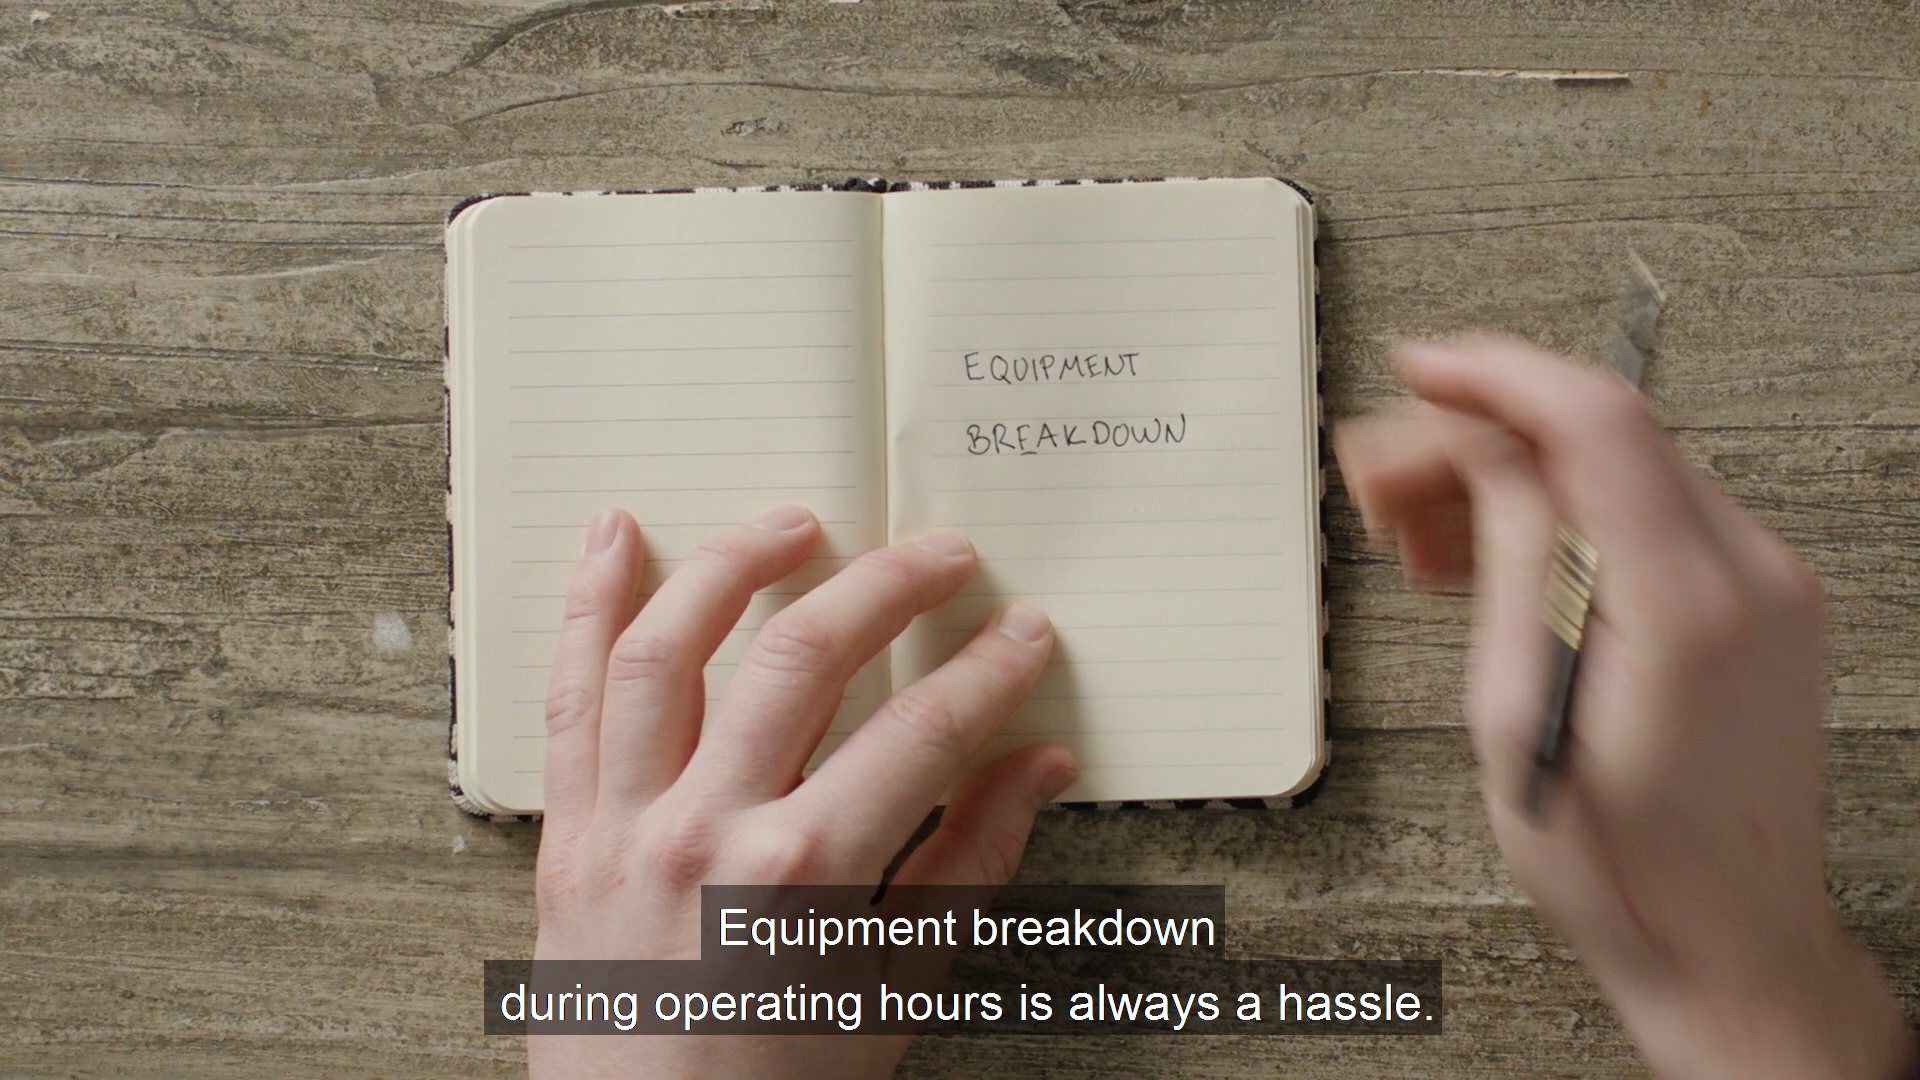 EQUIPMENT
BREAKDOWN
Equipment breakdown
during operating hours is always a hassle.